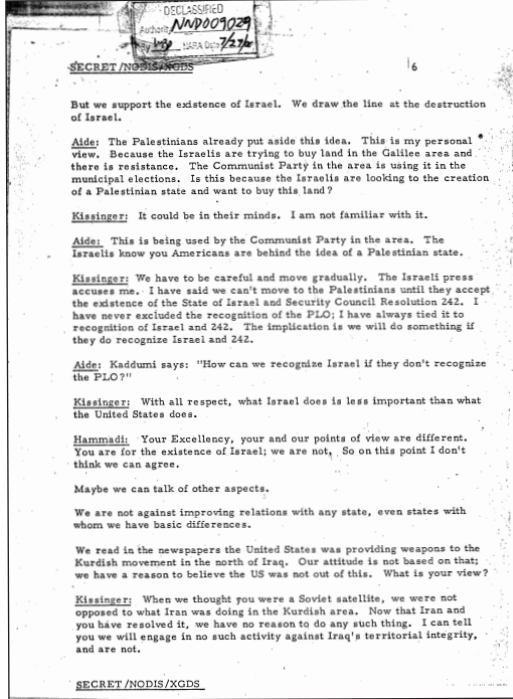 DECLASSIFIED
Authority NND009029
NARA Date 7/27/
SECRET/NODIS/XGDS
6
But we support the existence of Israel. We draw the line at the destruction
of Israel.
Aide: The Palestinians already put aside this idea. This is my personal
view. Because the Israelis are trying to buy land in the Galilee area and
there is resistance. The Communist Party in the area is using it in the
municipal elections. Is this because the Israelis are looking to the creation
of a Palestinian state and want to buy this land?
Kissinger: It could be in their minds. I am not familiar with it.
Aide: This is being used by the Communist Party in the area. The
Israelis know you Americans are behind the idea of a Palestinian state.
Kissinger: We have to be careful and move gradually. The Israeli press
accuses me. I have said we can't move to the Palestinians until they accept
the existence of the State of Israel and Security Council Resolution 242. I
have never excluded the recognition of the PLO; I have always tied it to
recognition of Israel and 242. The implication is we will do something if
they do recognize Israel and 242.
Aide: Kaddumi says: "How can we recognize Israel if they don't recognize
the PLO?"
Kissinger: With all respect, what Israel does is less important than what
the United States does.
Hammadi: Your Excellency, your and our points of view are different.
You are for the existence of Israel; we are not. So on this point I don't
think we can agree.
Maybe we can talk of other aspects.
We are not against improving relations with any state, even states with
whom we have basic differences.
We read in the newspapers the United States was providing weapons to the
Kurdish movement in the north of Iraq. Our attitude is not based on that;
we have a reason to believe the US was not out of this. What is your view?
Kissinger: When we thought you were a Soviet satellite, we were not
opposed to what Iran was doing in the Kurdish area. Now that Iran and
you have resolved it, we have no reason to do any such thing. I can tell
you we will engage in no such activity against Iraq's territorial integrity,
and are not.
SECRET/NODIS/XGDS